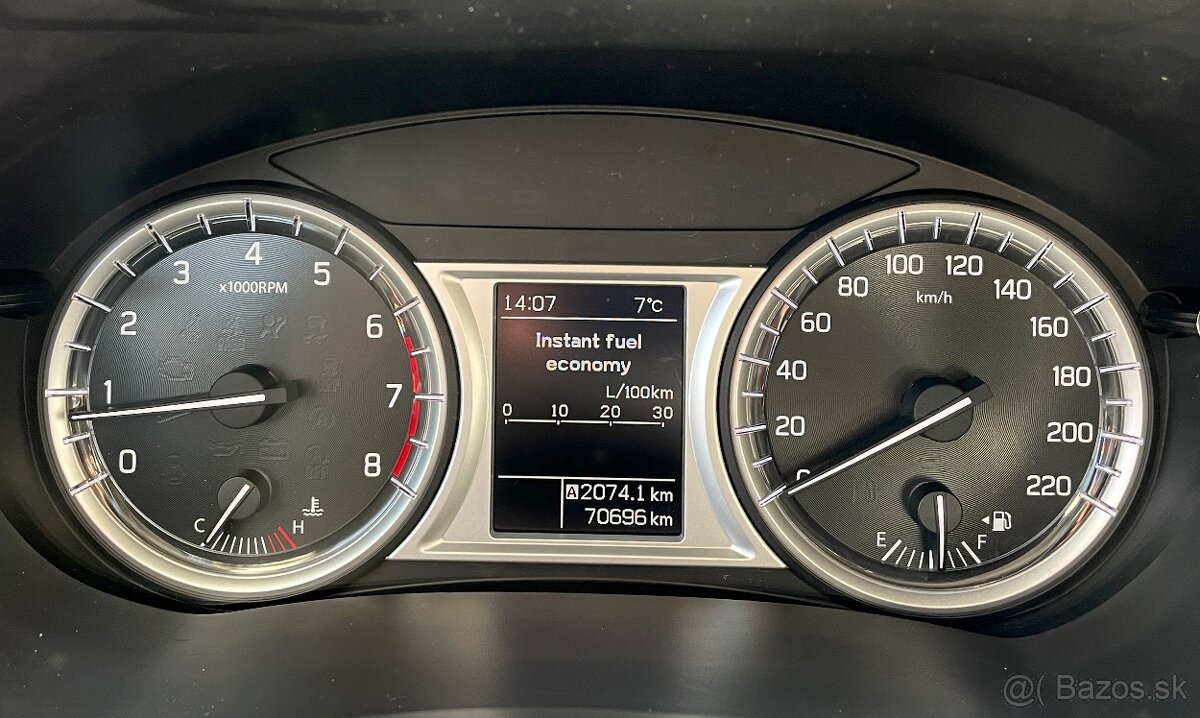 0
1
2
3
4
5
6
7
8
x1000RPM
C
H
14:07 7°C
Instant fuel
economy
L/100km
0 10 20 30
A 2074.1 km
70696 km
0
20
40
60
80
100
120
140
160
180
200
220
km/h
E
F
@( Bazos.sk